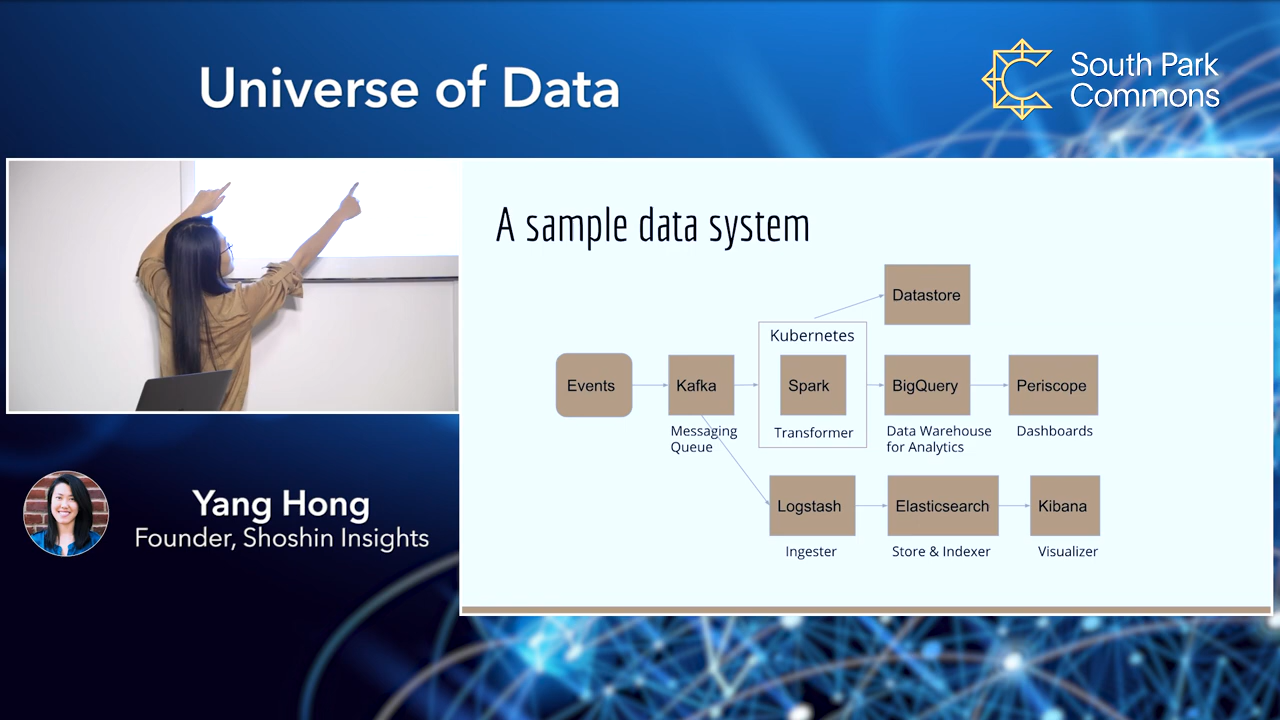 Universe of Data
South Park
Commons
A sample data system
Datastore
Kubernetes
Events
Kafka
Spark
BigQuery
Periscope
Messaging
Queue
Transformer
Data Warehouse
for Analytics
Dashboards
Logstash
Elasticsearch
Kibana
Ingester
Store & Indexer
Visualizer
Yang Hong
Founder, Shoshin Insights